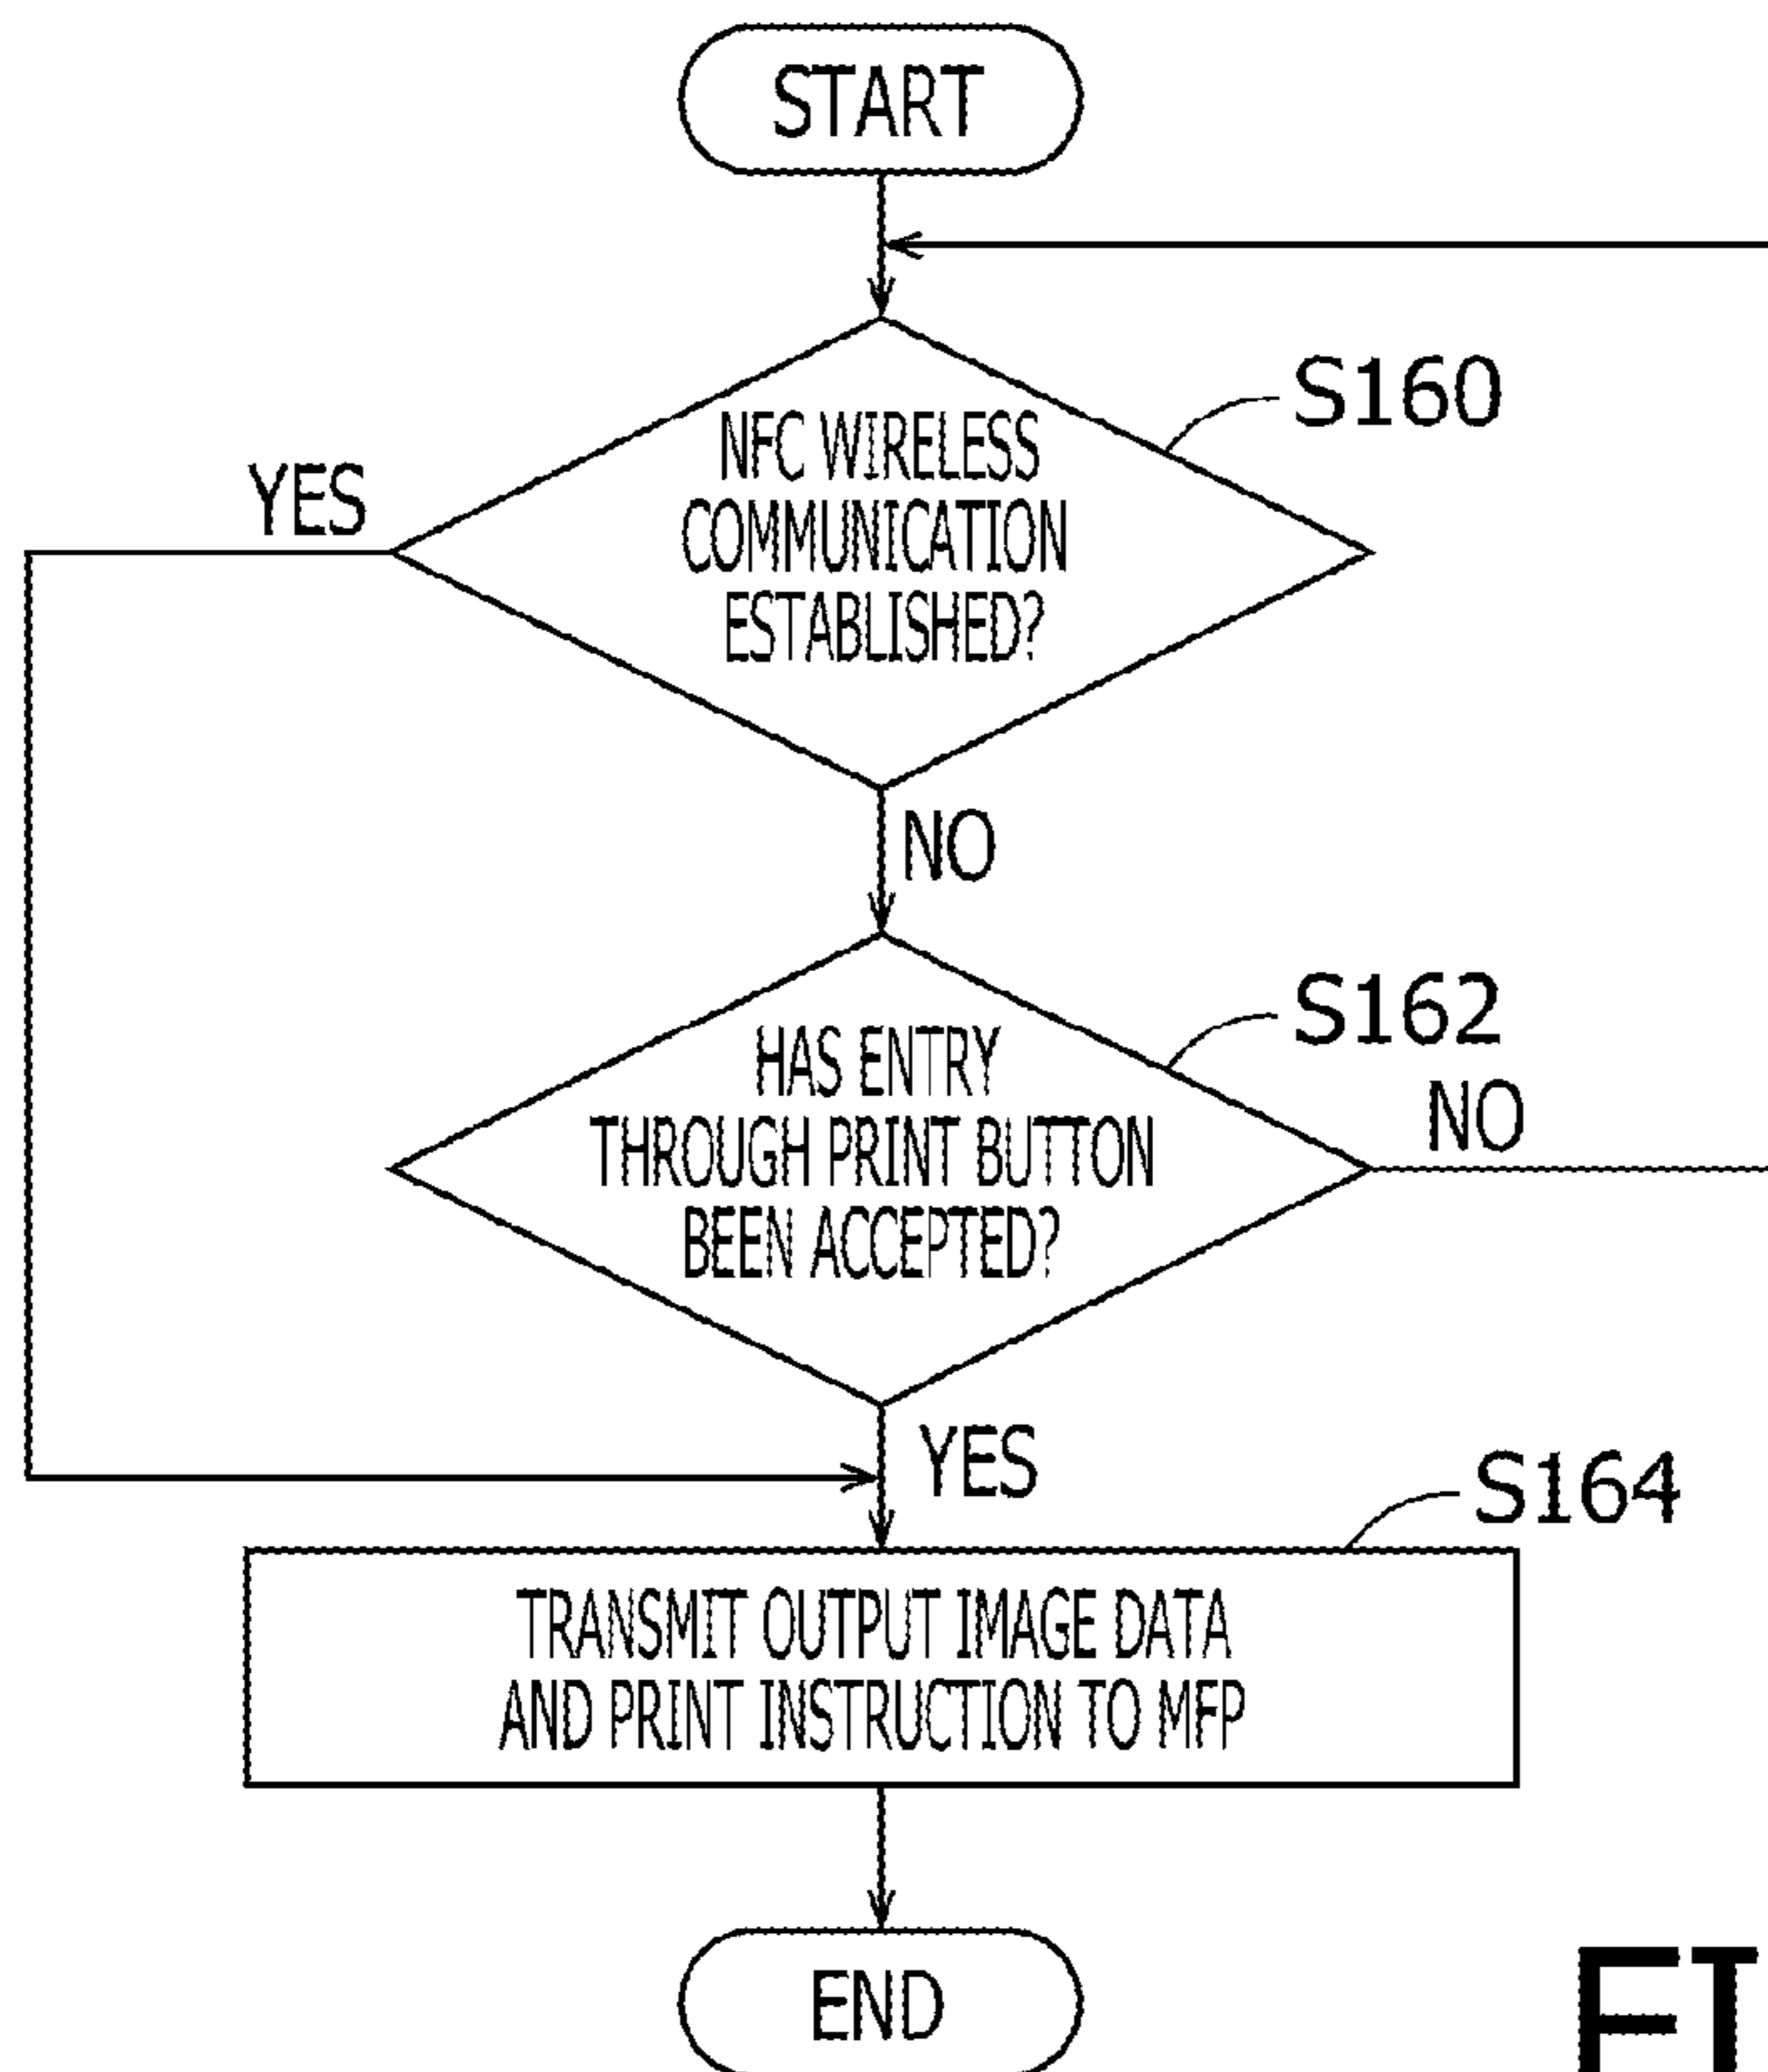 START
NFC WIRELESS
COMMUNICATION
ESTABLISHED?
S160
YES
NO
HAS ENTRY
THROUGH PRINT BUTTON
BEEN ACCEPTED?
S162
NO
YES
S164
TRANSMIT OUTPUT IMAGE DATA
AND PRINT INSTRUCTION TO MFP
END